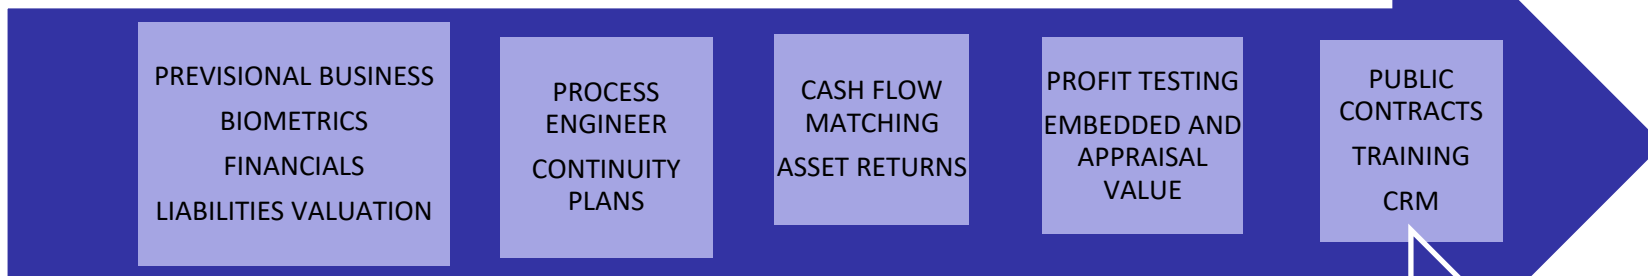 PREVISIONAL BUSINESS
BIOMETRICS
FINANCIALS
LIABILITIES VALUATION
PROCESS
ENGINEER
CONTINUITY
PLANS
CASH FLOW
MATCHING
ASSET RETURNS
PROFIT TESTING
EMBEDDED AND
APPRAISAL
VALUE
PUBLIC
CONTRACTS
TRAINING
CRM